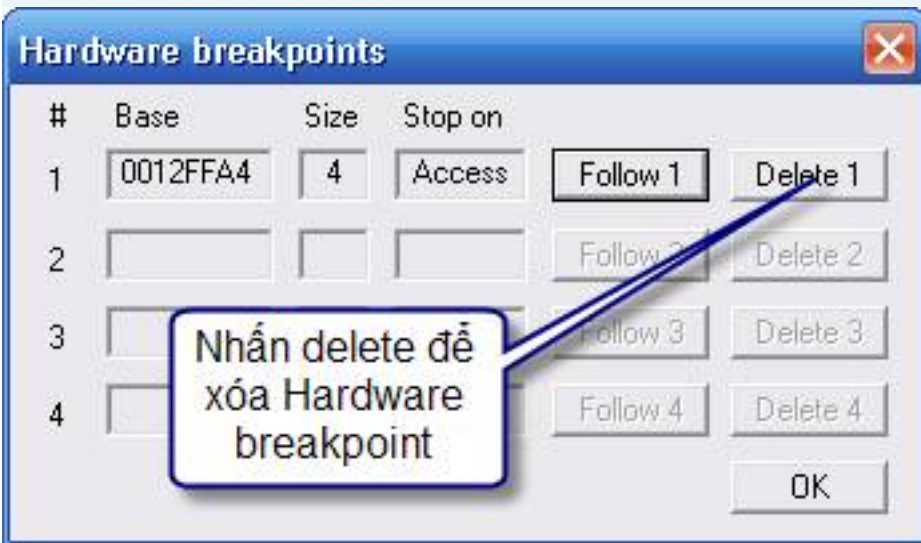 Hardware breakpoints
# Base Size Stop on
1 0012FFA4 4 Access Follow 1 Delete 1
2 Follow 2 Delete 2
3 Follow 3 Delete 3
4 Follow 4 Delete 4
Nhấn delete để
xóa Hardware
breakpoint
OK